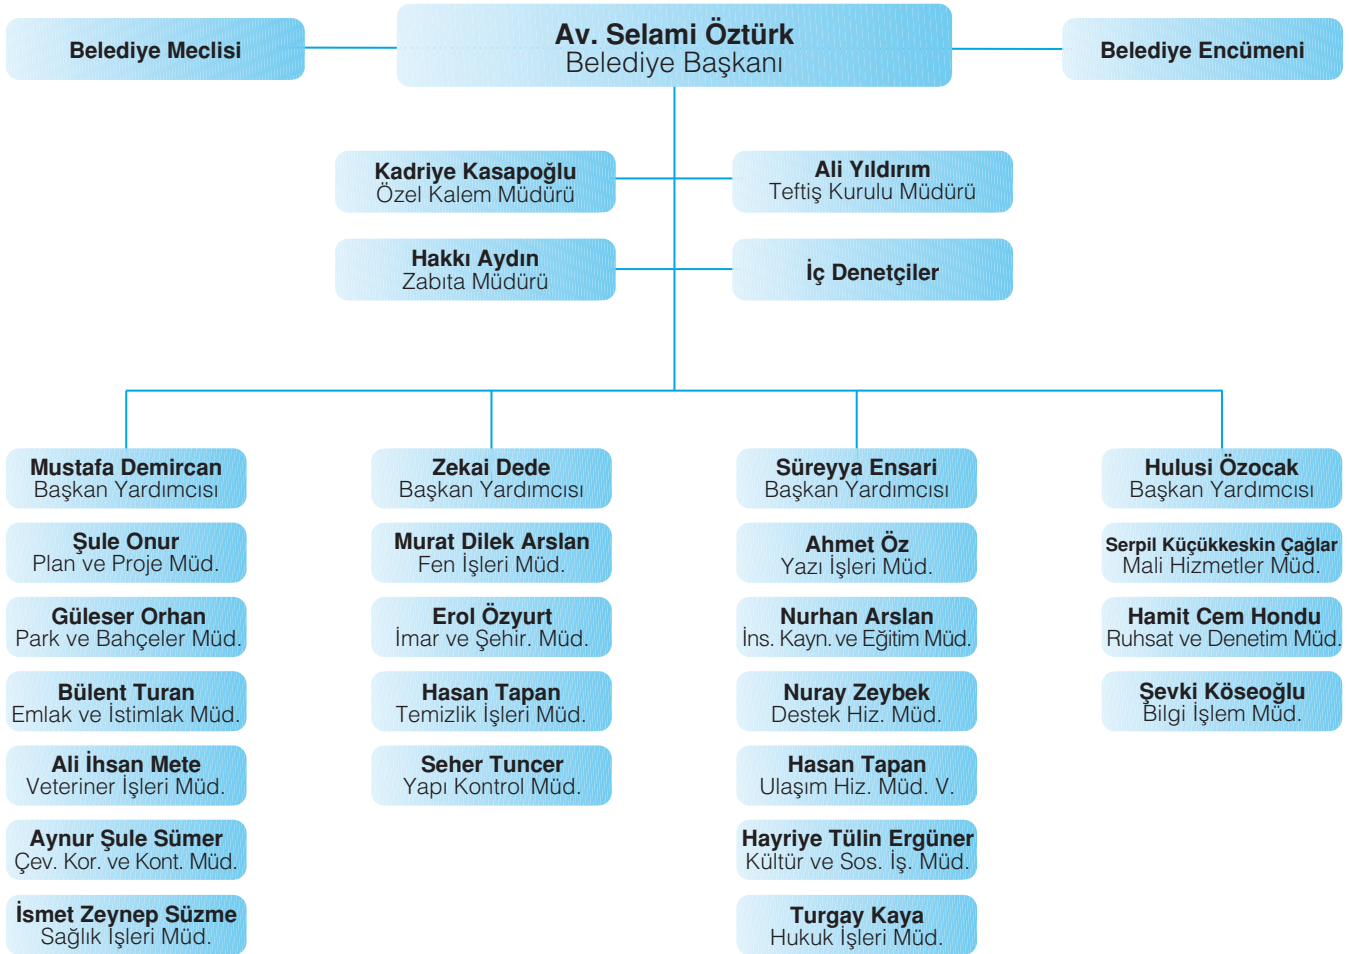 Belediye Meclisi
Av. Selami Öztürk
Belediye Başkanı
Belediye Encümeni
Kadriye Kasapoğlu
Özel Kalem Müdürü
Ali Yıldırım
Teftiş Kurulu Müdürü
Hakkı Aydın
Zabıta Müdürü
İç Denetçiler
Mustafa Demircan
Başkan Yardımcısı
Şule Onur
Plan ve Proje Müd.
Güleser Orhan
Park ve Bahçeler Müd.
Bülent Turan
Emlak ve İstimlak Müd.
Ali İhsan Mete
Veteriner İşleri Müd.
Aynur Şule Sümer
Çev. Kor. ve Kont. Müd.
İsmet Zeynep Süzme
Sağlık İşleri Müd.
Zekai Dede
Başkan Yardımcısı
Murat Dilek Arslan
Fen İşleri Müd.
Erol Özyurt
İmar ve Şehir. Müd.
Hasan Tapan
Temizlik İşleri Müd.
Seher Tuncer
Yapı Kontrol Müd.
Süreyya Ensari
Başkan Yardımcısı
Ahmet Öz
Yazı İşleri Müd.
Nurhan Arslan
İns. Kayn. ve Eğitim Müd.
Nuray Zeybek
Destek Hiz. Müd.
Hasan Tapan
Ulaşım Hiz. Müd. V.
Hayriye Tülin Ergüner
Kültür ve Sos. İş. Müd.
Turgay Kaya
Hukuk İşleri Müd.
Hulusi Özocak
Başkan Yardımcısı
Serpil Küçükkeskin Çağlar
Mali Hizmetler Müd.
Hamit Cem Hondu
Ruhsat ve Denetim Müd.
Şevki Köseoğlu
Bilgi İşlem Müd.